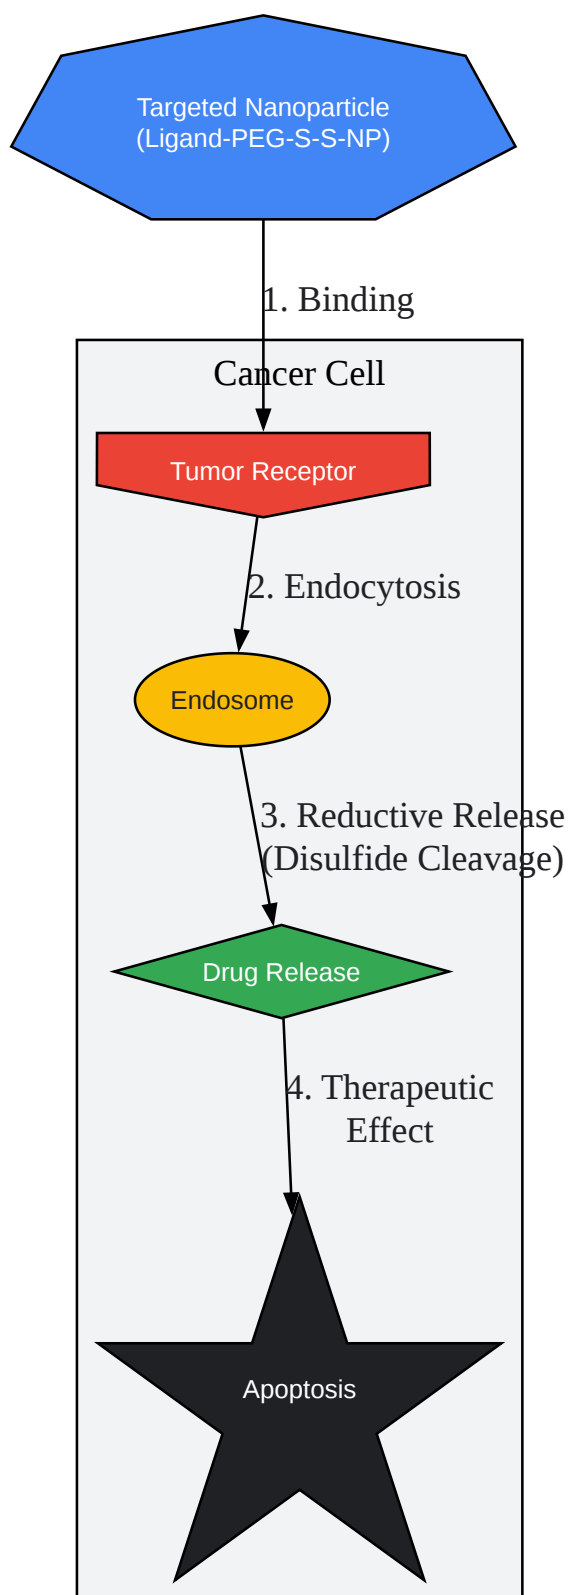 Targeted Nanoparticle
(Ligand-PEG-S-S-NP)
1. Binding
Cancer Cell
Tumor Receptor
2. Endocytosis
Endosome
3. Reductive Release
(Disulfide Cleavage)
Drug Release
4. Therapeutic
Effect
Apoptosis